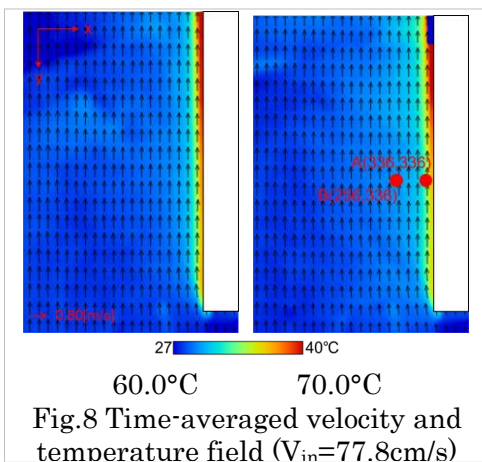 x
y
A(336,336)
B(296,336)
0.80[m/s]
27 40℃
60.0°C 70.0°C
Fig.8 Time-averaged velocity and
temperature field (Vin=77.8cm/s)